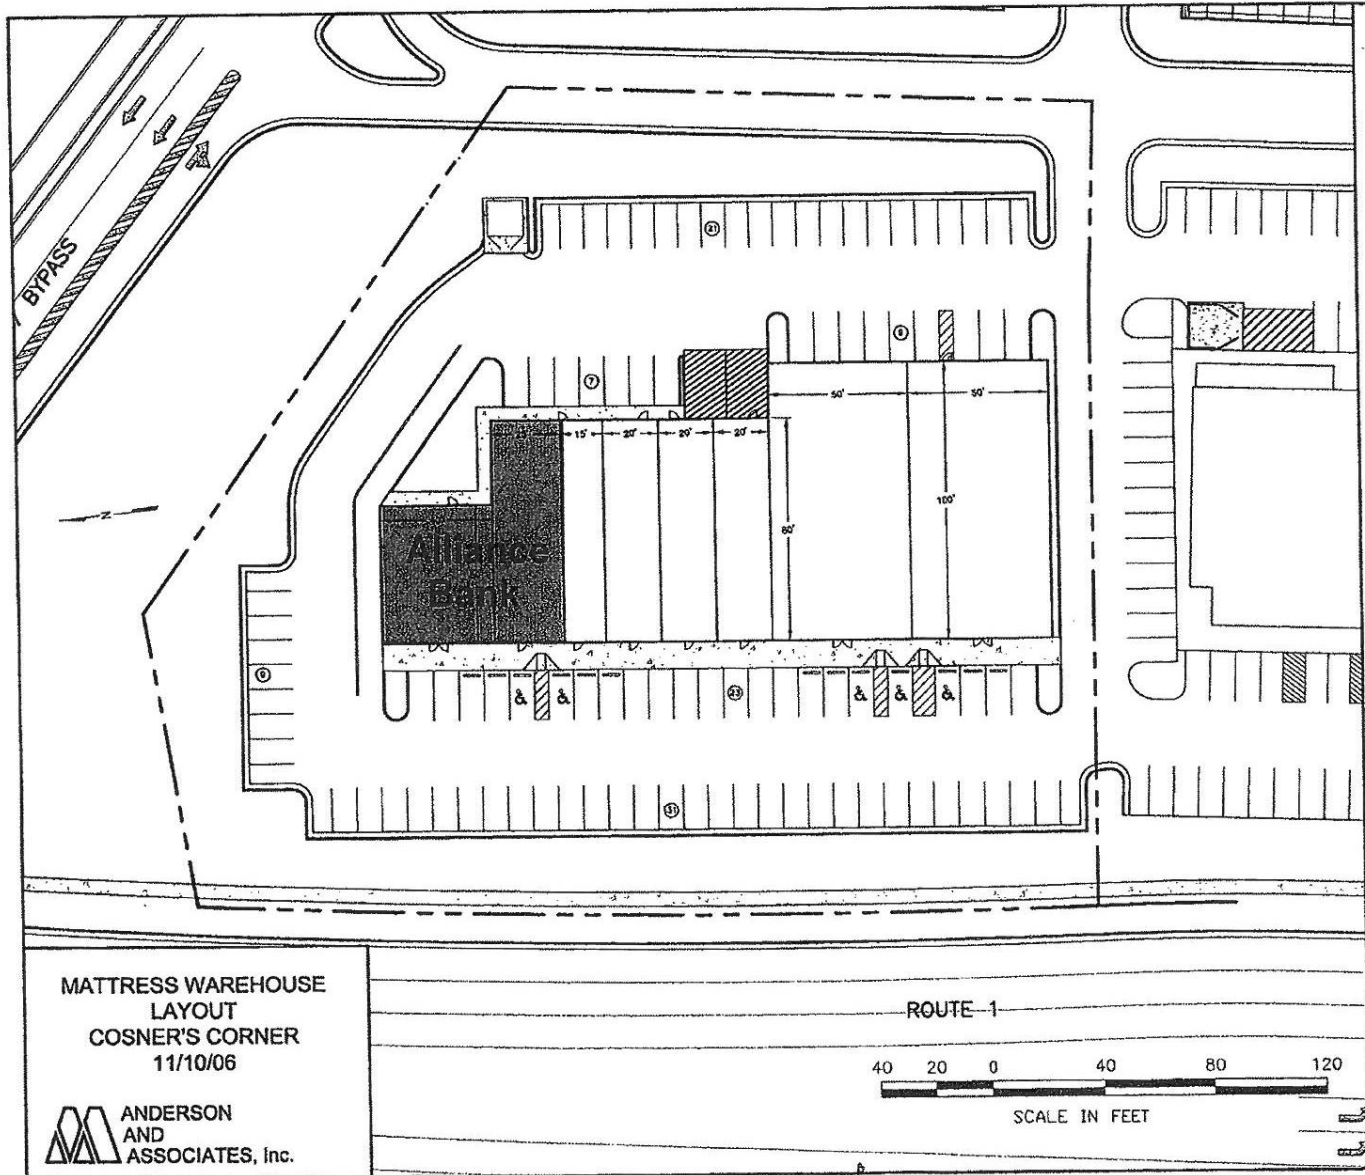 BYPASS
21
8
7
50'
50'
15'
20'
20'
20'
100'
80'
N
Alliance
Bank
9
23
31
ROUTE 1
MATTRESS WAREHOUSE
LAYOUT
COSNER'S CORNER
11/10/06
ANDERSON
AND
ASSOCIATES, Inc.
40 20 0 40 80 120
SCALE IN FEET